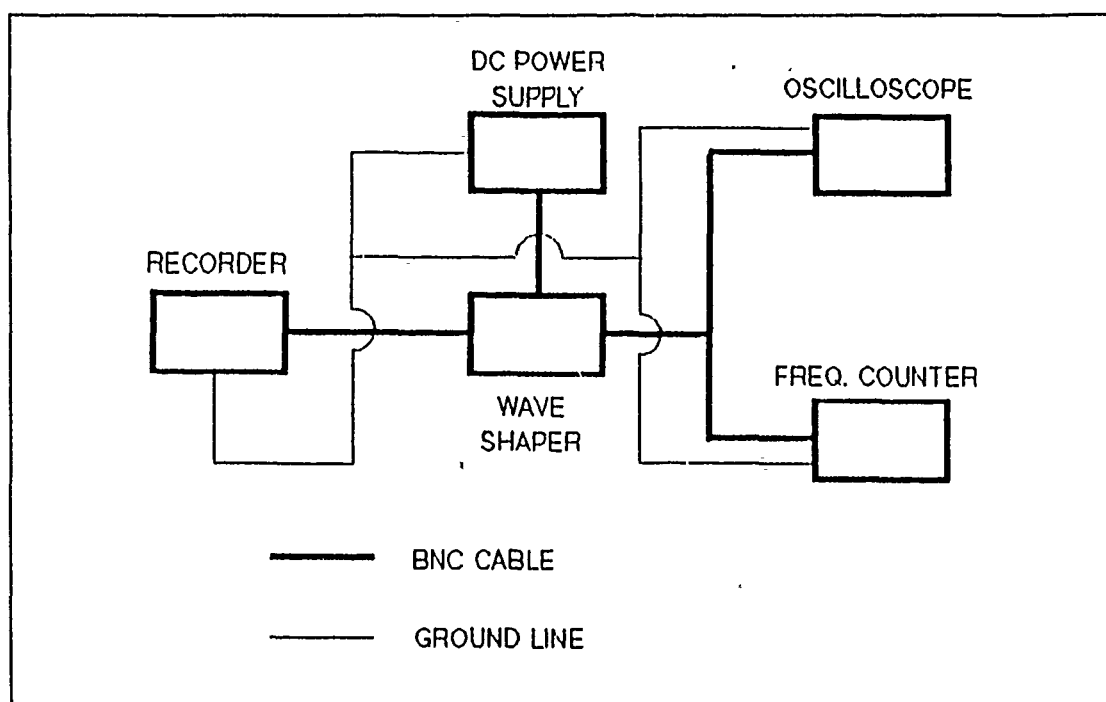 DC POWER
SUPPLY
OSCILLOSCOPE
RECORDER
WAVE
SHAPER
FREQ. COUNTER
BNC CABLE
GROUND LINE